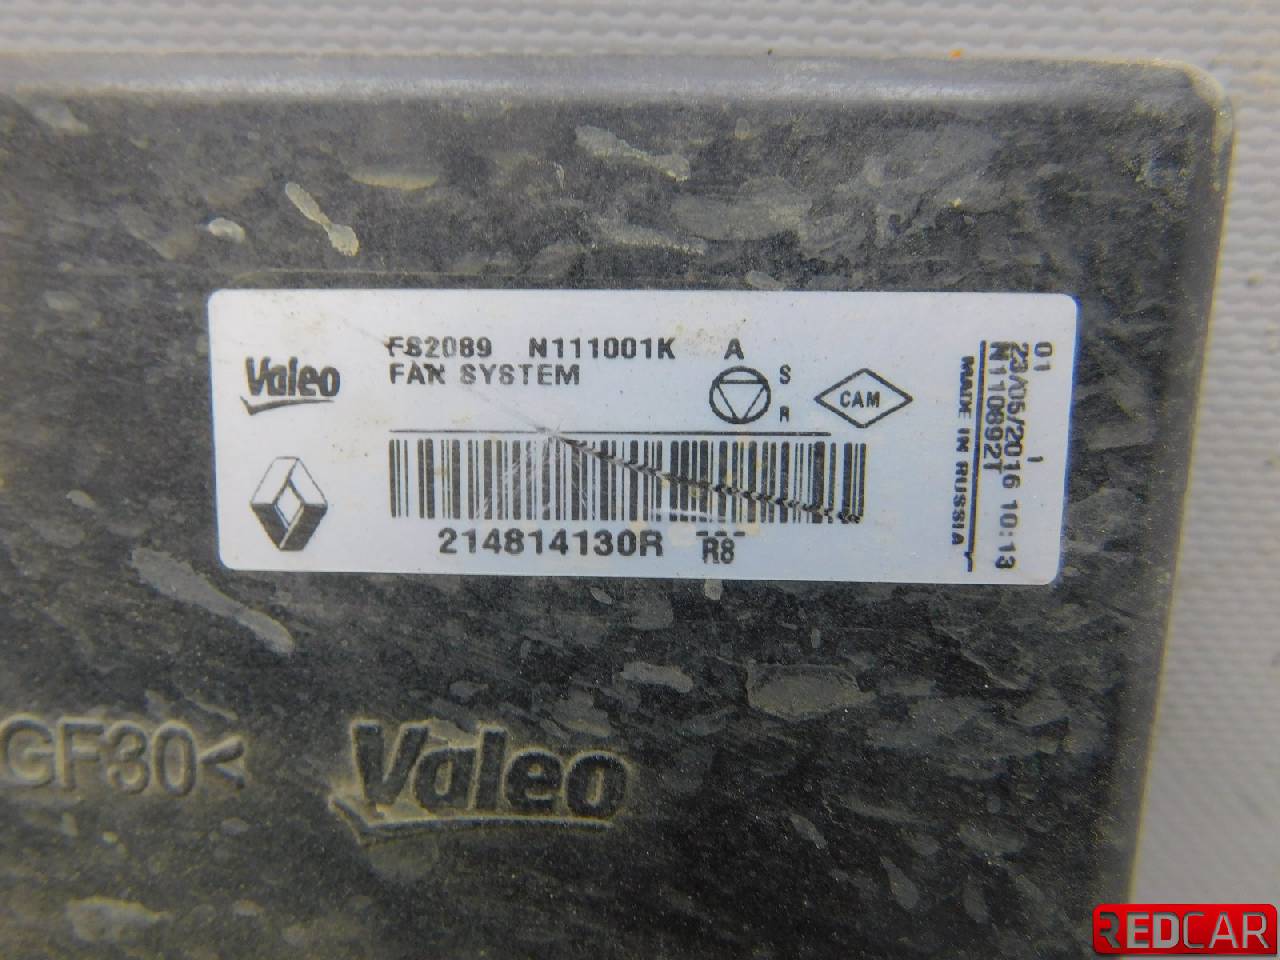 Valeo
FS2089 N111001K A
FAN SYSTEM
S
R
CAM
214814130R R8
01 1
23/05/2016 10:13
N110892T
MADE IN RUSSIA
GF30<
Valeo
REDCAR